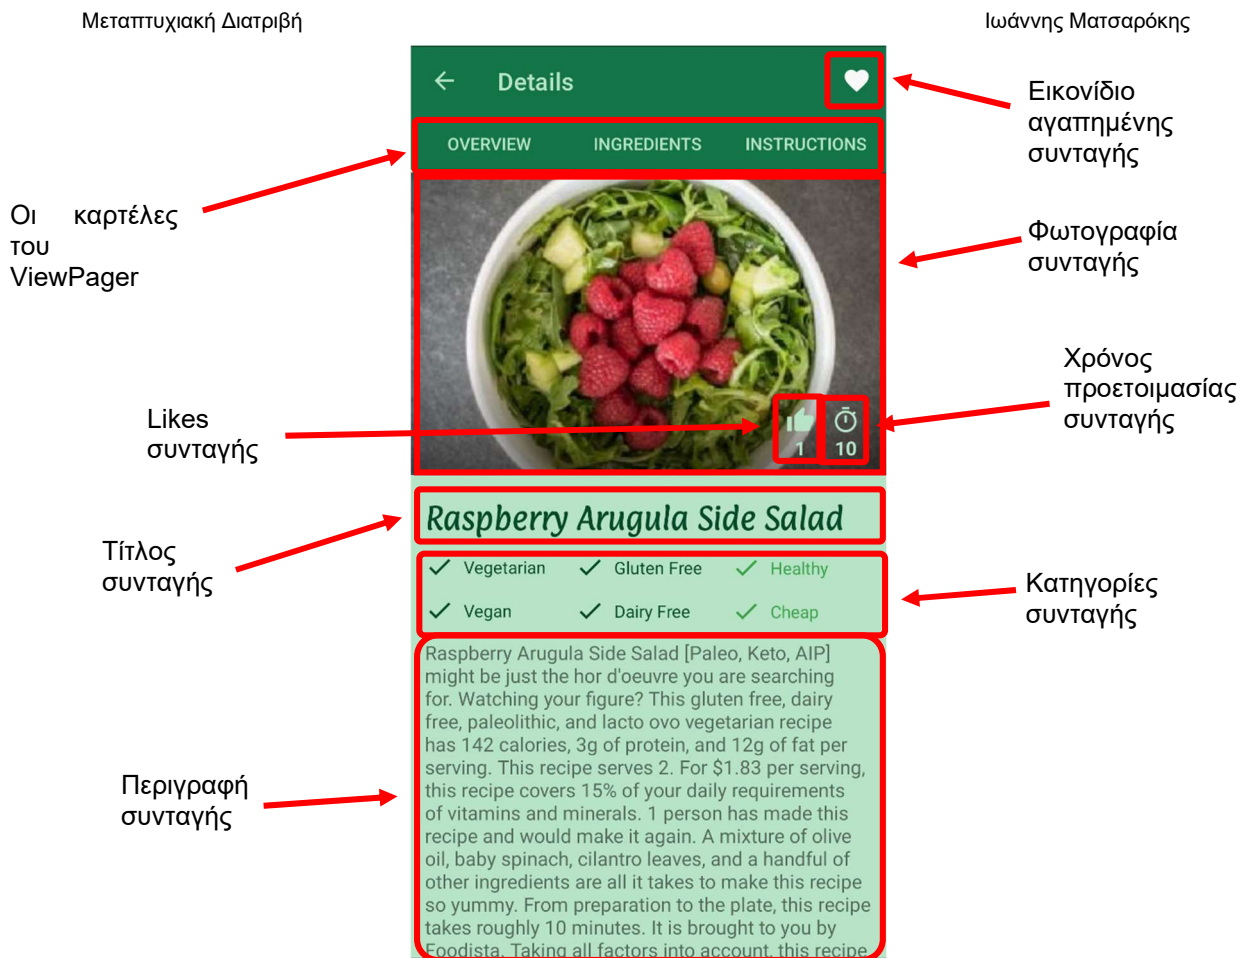 Μεταπτυχιακή Διατριβή
Ιωάννης Ματσαρόκης
Details
Εικονίδιο
αγαπημένης
συνταγής
OVERVIEW
INGREDIENTS
INSTRUCTIONS
Οι καρτέλες
του
ViewPager
Φωτογραφία
συνταγής
Χρόνος
προετοιμασίας
συνταγής
Likes
συνταγής
1
10
Raspberry Arugula Side Salad
Τίτλος
συνταγής
Vegetarian
Gluten Free
Healthy
Vegan
Dairy Free
Cheap
Κατηγορίες
συνταγής
Raspberry Arugula Side Salad [Paleo, Keto, AIP]
might be just the hor d'oeuvre you are searching
for. Watching your figure? This gluten free, dairy
free, paleolithic, and lacto ovo vegetarian recipe
has 142 calories, 3g of protein, and 12g of fat per
serving. This recipe serves 2. For $1.83 per serving,
this recipe covers 15% of your daily requirements
of vitamins and minerals. 1 person has made this
recipe and would make it again. A mixture of olive
oil, baby spinach, cilantro leaves, and a handful of
other ingredients are all it takes to make this recipe
so yummy. From preparation to the plate, this recipe
takes roughly 10 minutes. It is brought to you by
Foodista. Taking all factors into account, this recipe
Περιγραφή
συνταγής